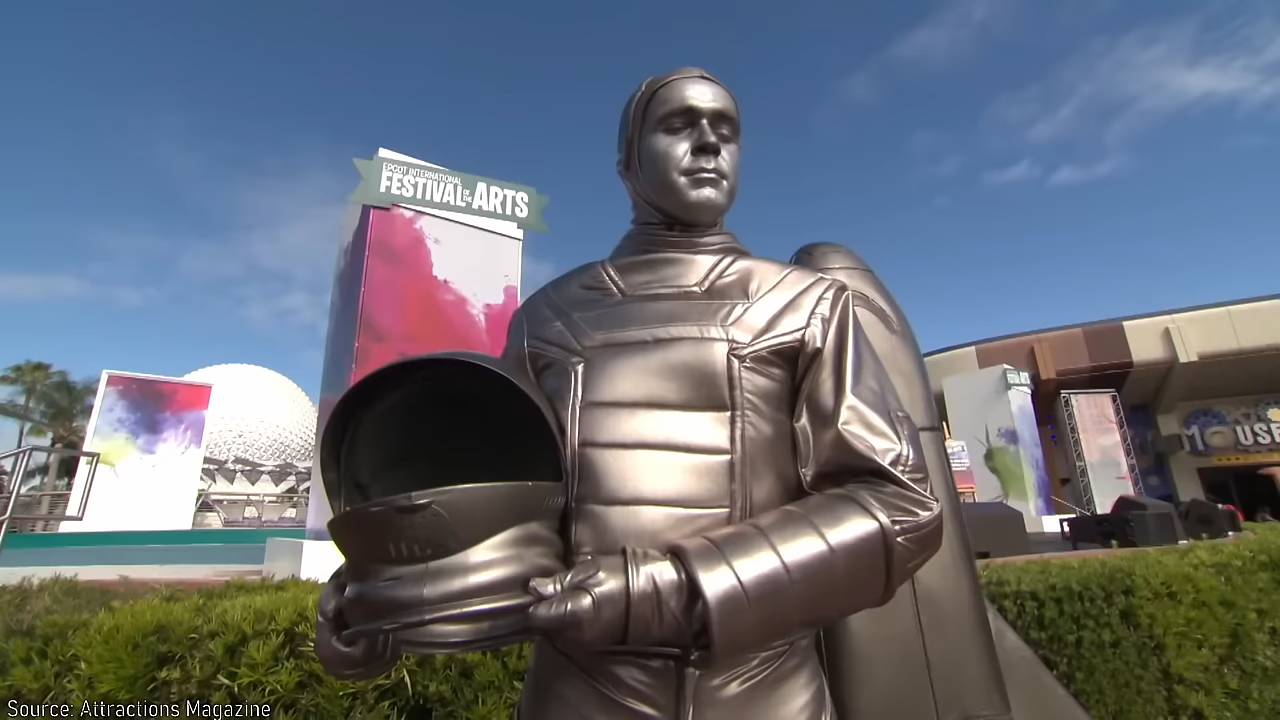 EPCOT INTERNATIONAL
FESTIVAL OF THE ARTS
MOUSE
Source: Attractions Magazine